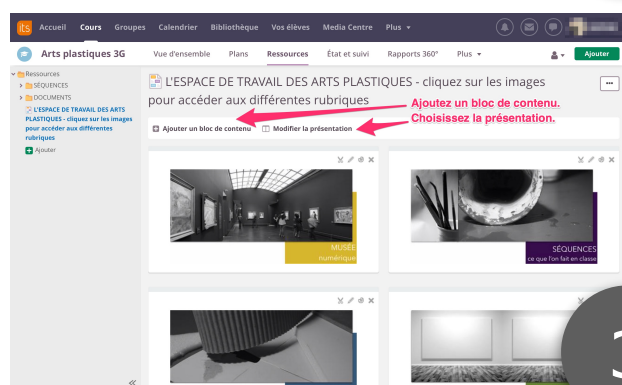 its Accueil Cours Groupes Calendrier Bibliothèque Vos élèves Media Centre Plus
Arts plastiques 3G Vue d'ensemble Plans Ressources État et suivi Rapports 360° Plus Ajouter
Ressources
SÉQUENCES
DOCUMENTS
L'ESPACE DE TRAVAIL DES ARTS
PLASTIQUES - cliquez sur les images
pour accéder aux différentes
rubriques
Ajouter
L'ESPACE DE TRAVAIL DES ARTS PLASTIQUES - cliquez sur les images
pour accéder aux différentes rubriques
Ajoutez un bloc de contenu.
Choisissez la présentation.
Ajouter un bloc de contenu Modifier la présentation
MUSÉE
numérique
SÉQUENCES
ce que l'on fait en classe